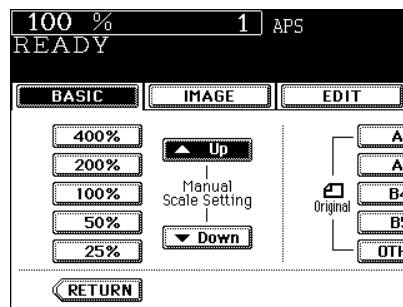 100 % 1 APS
READY
BASIC IMAGE EDIT
400%
200%
100%
50%
25%
Up
Manual
Scale Setting
Down
Original
RETURN